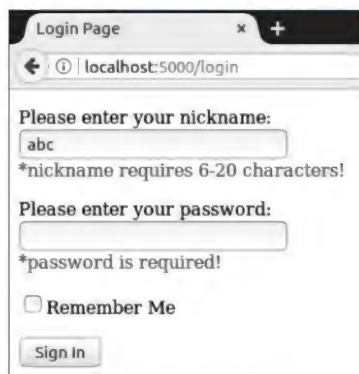 Login Page × +
localhost:5000/login
Please enter your nickname:
abc
*nickname requires 6-20 characters!
Please enter your password:
*password is required!
Remember Me
Sign In